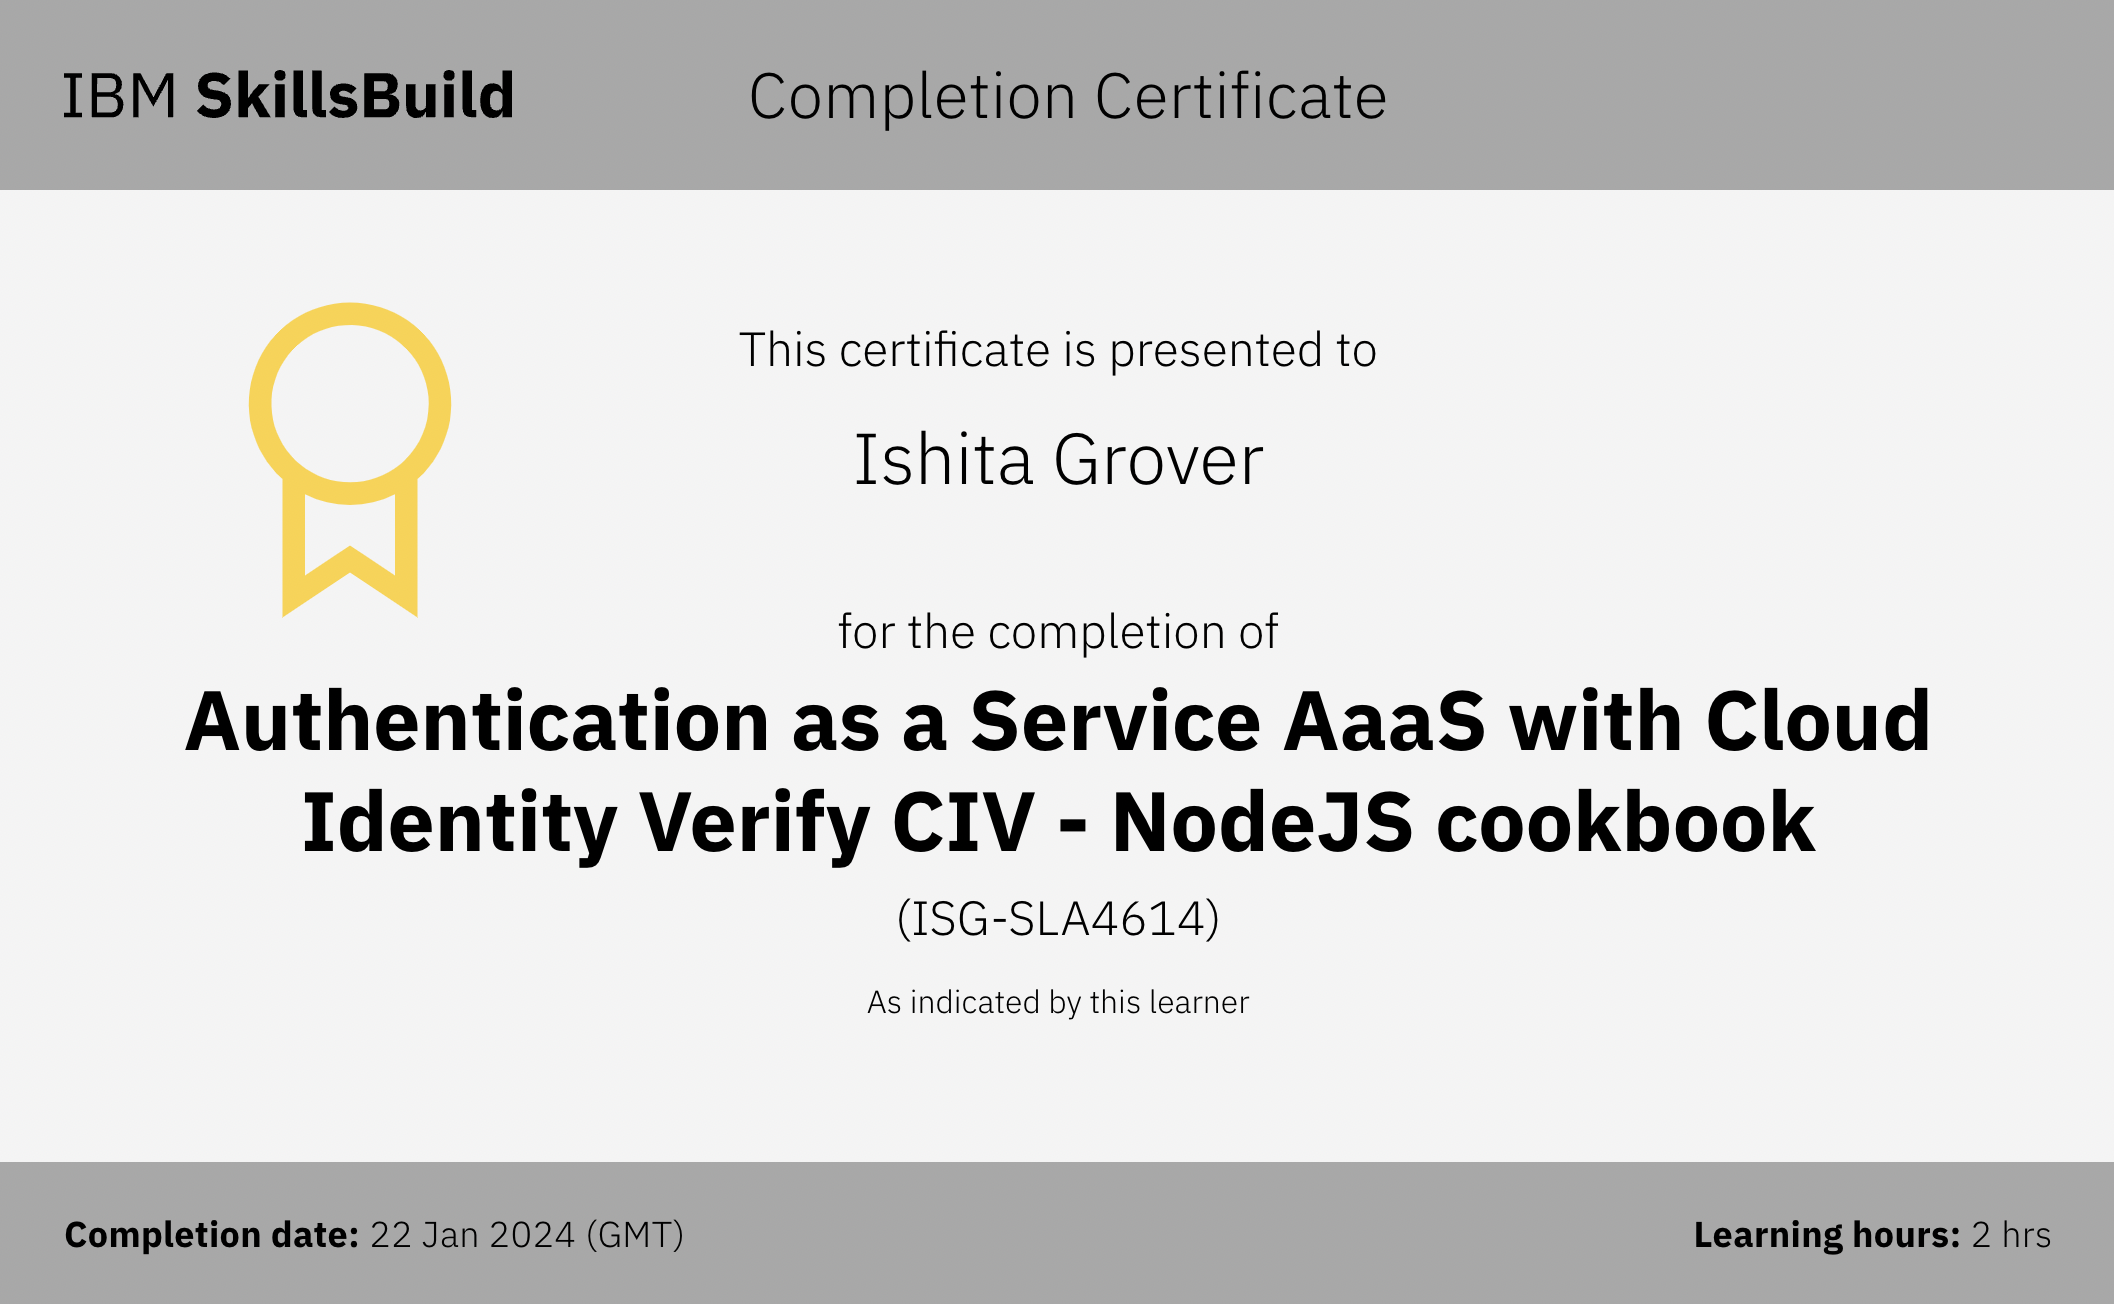 IBM SkillsBuild
Completion Certificate
This certificate is presented to
Ishita Grover
for the completion of
Authentication as a Service AaaS with Cloud
Identity Verify CIV - NodeJS cookbook
(ISG-SLA4614)
As indicated by this learner
Completion date: 22 Jan 2024 (GMT)
Learning hours: 2 hrs